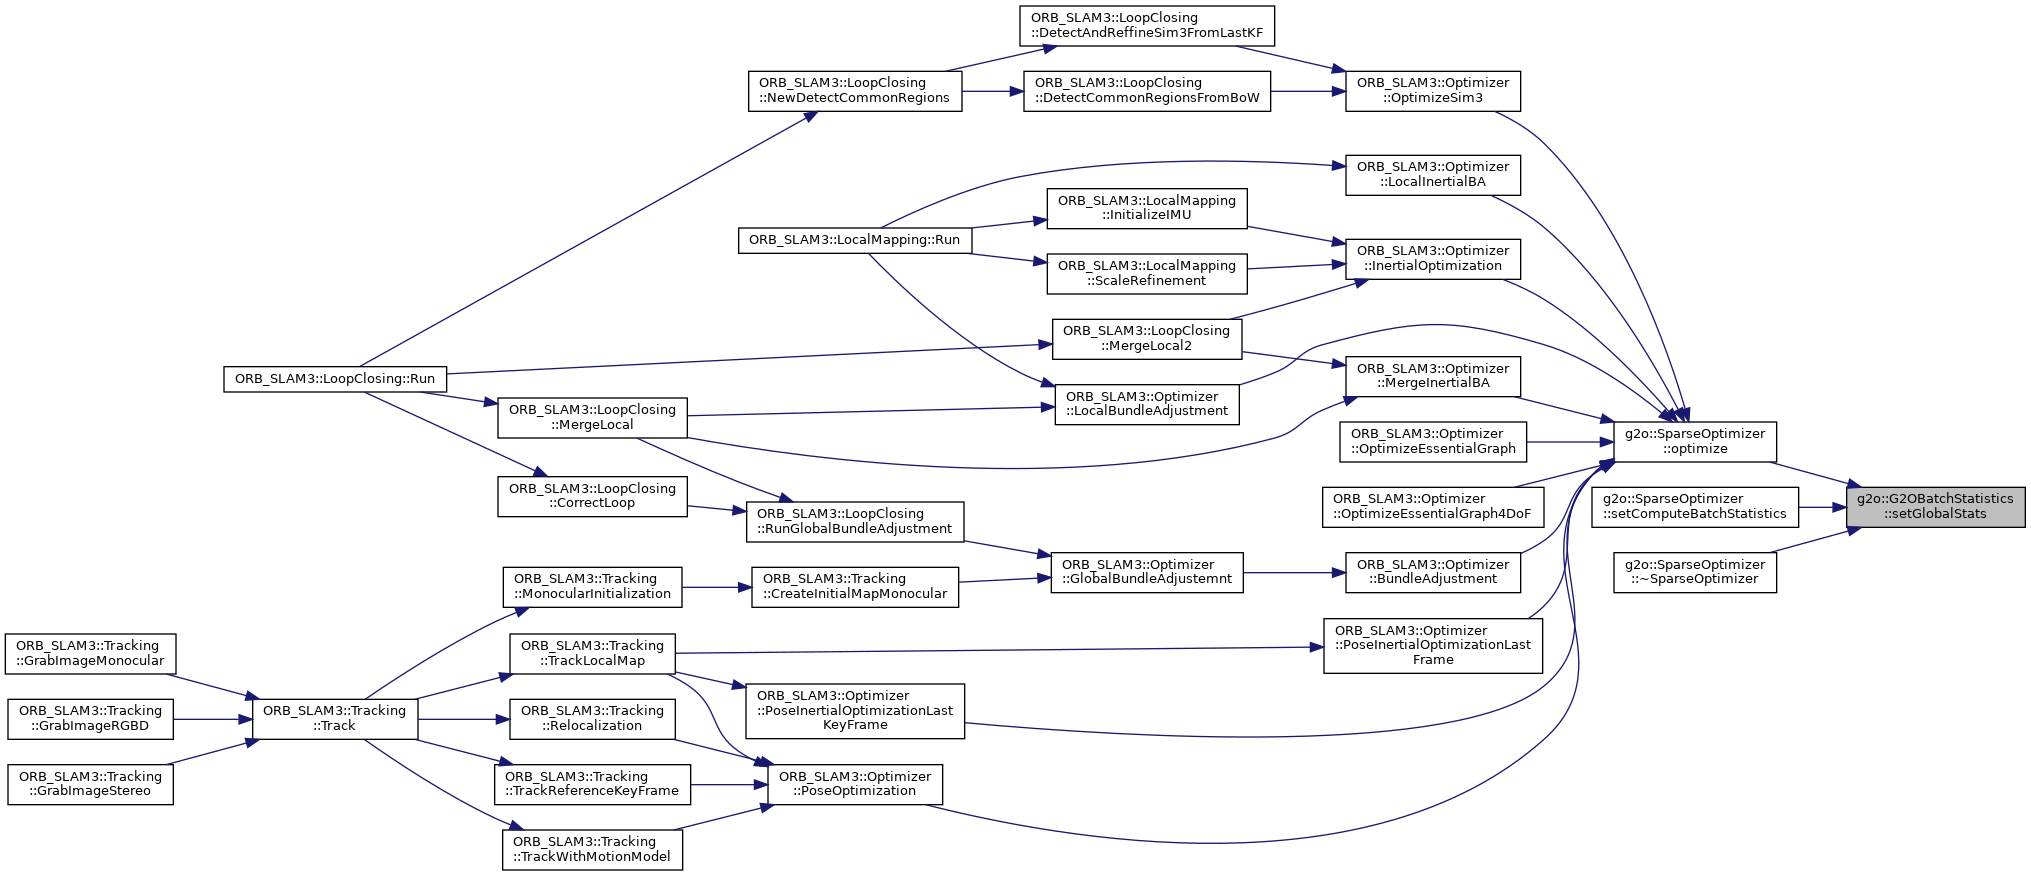 ORB_SLAM3::LoopClosing
::DetectAndReffineSim3FromLastKF
ORB_SLAM3::LoopClosing
::NewDetectCommonRegions
ORB_SLAM3::LoopClosing
::DetectCommonRegionsFromBoW
ORB_SLAM3::Optimizer
::OptimizeSim3
ORB_SLAM3::Optimizer
::LocalInertialBA
ORB_SLAM3::LocalMapping
::InitializeIMU
ORB_SLAM3::LocalMapping::Run
ORB_SLAM3::Optimizer
::InertialOptimization
ORB_SLAM3::LocalMapping
::ScaleRefinement
ORB_SLAM3::LoopClosing
::MergeLocal2
ORB_SLAM3::LoopClosing::Run
ORB_SLAM3::Optimizer
::MergeInertialBA
ORB_SLAM3::Optimizer
::LocalBundleAdjustment
ORB_SLAM3::LoopClosing
::MergeLocal
ORB_SLAM3::Optimizer
::OptimizeEssentialGraph
g2o::SparseOptimizer
::optimize
ORB_SLAM3::LoopClosing
::CorrectLoop
ORB_SLAM3::LoopClosing
::RunGlobalBundleAdjustment
ORB_SLAM3::Optimizer
::OptimizeEssentialGraph4DoF
g2o::SparseOptimizer
::setComputeBatchStatistics
g2o::G2OBatchStatistics
::setGlobalStats
ORB_SLAM3::Optimizer
::GlobalBundleAdjustemnt
ORB_SLAM3::Optimizer
::BundleAdjustment
g2o::SparseOptimizer
::~SparseOptimizer
ORB_SLAM3::Tracking
::MonocularInitialization
ORB_SLAM3::Tracking
::CreateInitialMapMonocular
ORB_SLAM3::Tracking
::GrabImageMonocular
ORB_SLAM3::Tracking
::TrackLocalMap
ORB_SLAM3::Optimizer
::PoseInertialOptimizationLast
Frame
ORB_SLAM3::Tracking
::GrabImageRGBD
ORB_SLAM3::Tracking
::Track
ORB_SLAM3::Tracking
::Relocalization
ORB_SLAM3::Optimizer
::PoseInertialOptimizationLast
KeyFrame
ORB_SLAM3::Tracking
::GrabImageStereo
ORB_SLAM3::Tracking
::TrackReferenceKeyFrame
ORB_SLAM3::Optimizer
::PoseOptimization
ORB_SLAM3::Tracking
::TrackWithMotionModel